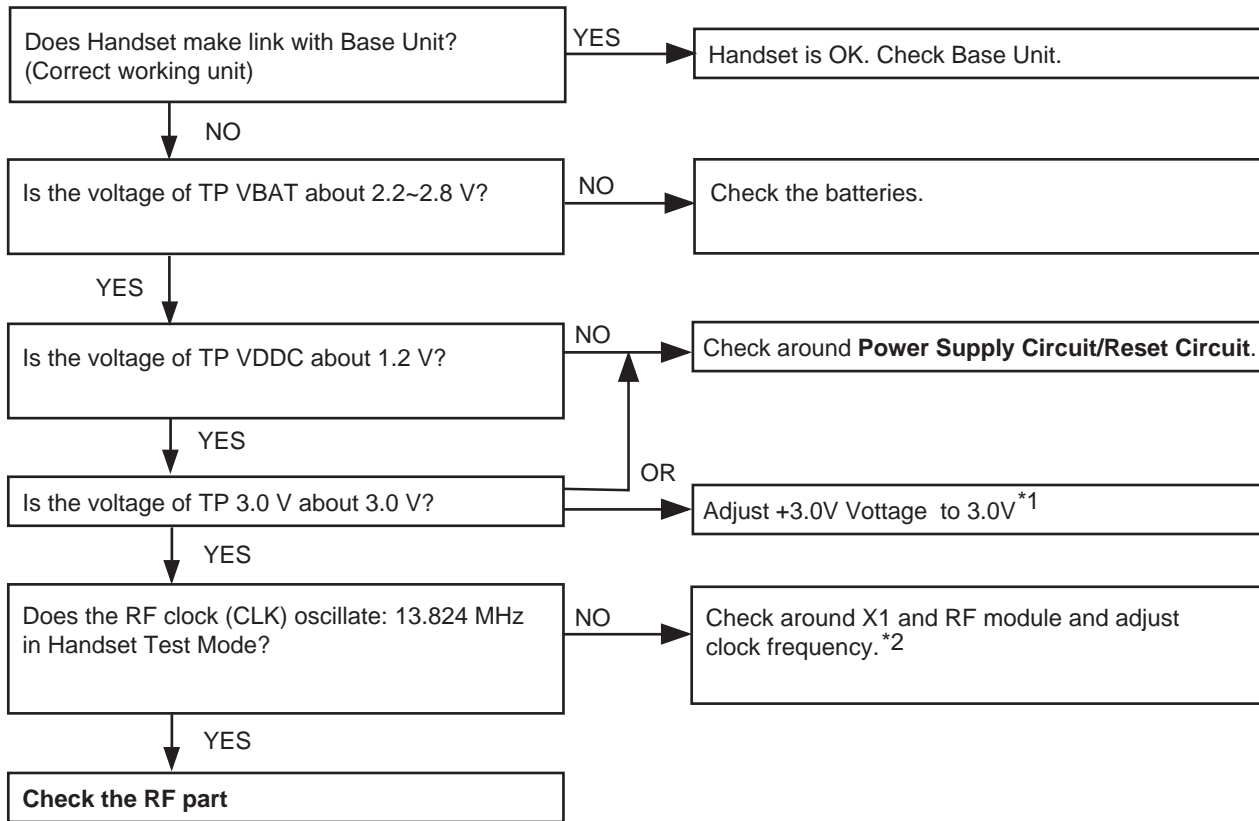 Does Handset make link with Base Unit?
(Correct working unit)
YES
Handset is OK. Check Base Unit.
NO
Is the voltage of TP VBAT about 2.2~2.8 V?
NO
Check the batteries.
YES
Is the voltage of TP VDDC about 1.2 V?
NO
Check around Power Supply Circuit/Reset Circuit.
YES
OR
Is the voltage of TP 3.0 V about 3.0 V?
Adjust +3.0V Vottage to 3.0V*1
YES
Does the RF clock (CLK) oscillate: 13.824 MHz
in Handset Test Mode?
NO
Check around X1 and RF module and adjust
clock frequency.*2
YES
Check the RF part